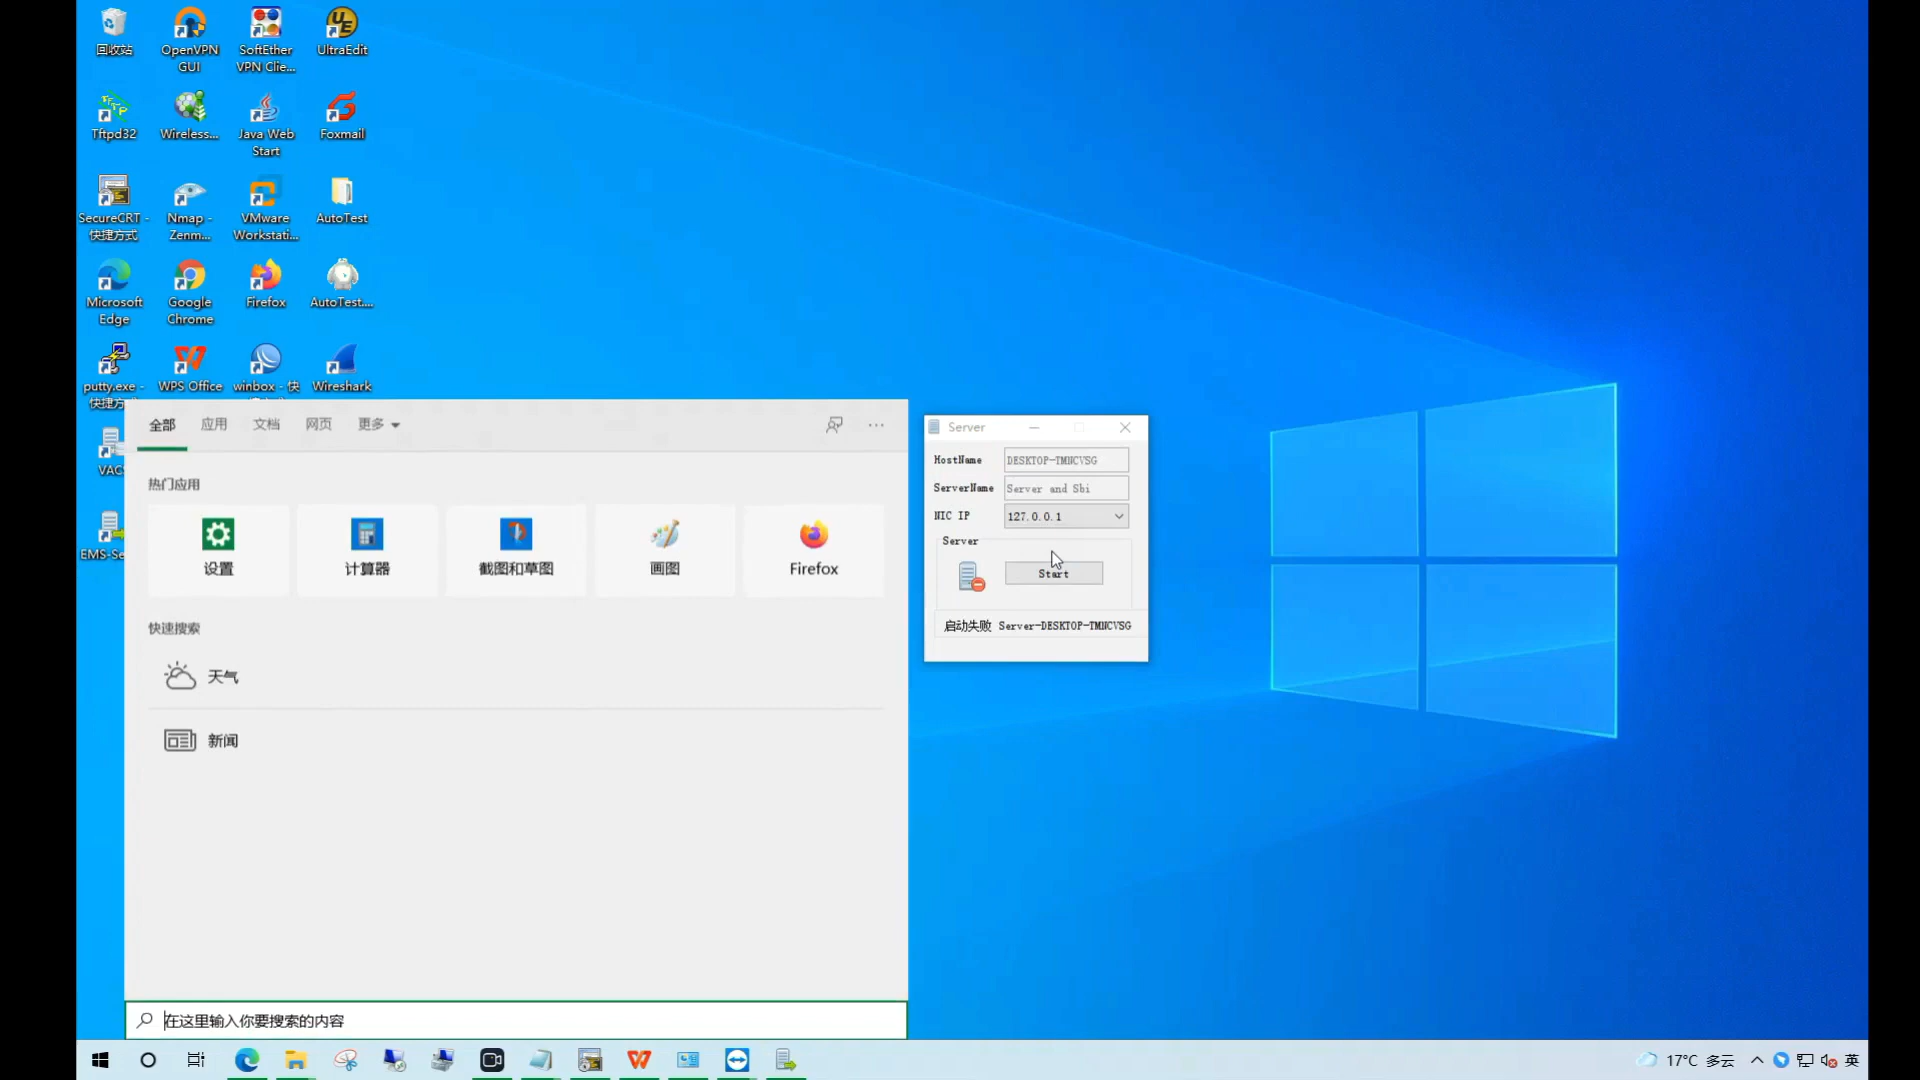 回收站
OpenVPN
GUI
SoftEther
VPN Clie...
UltraEdit
Tftpd32
Wireless...
Java Web
Start
Foxmail
SecureCRT -
快捷方式
Nmap -
Zenm...
VMware
Workstati...
AutoTest
Microsoft
Edge
Google
Chrome
Firefox
AutoTest....
putty.exe -
快捷方式
WPS Office
winbox - 快
Wireshark
VACS
EMS-Se
全部
应用
文档
网页
更多
热门应用
设置
计算器
截图和草图
画图
Firefox
快速搜索
天气
新闻
在这里输入你要搜索的内容
Server
HostName
DESKTOP-TMNCVSG
ServerName
Server and Sbi
NIC IP
127.0.0.1
Server
Start
启动失败 Server-DESKTOP-TMNCVSG
17°C 多云
英